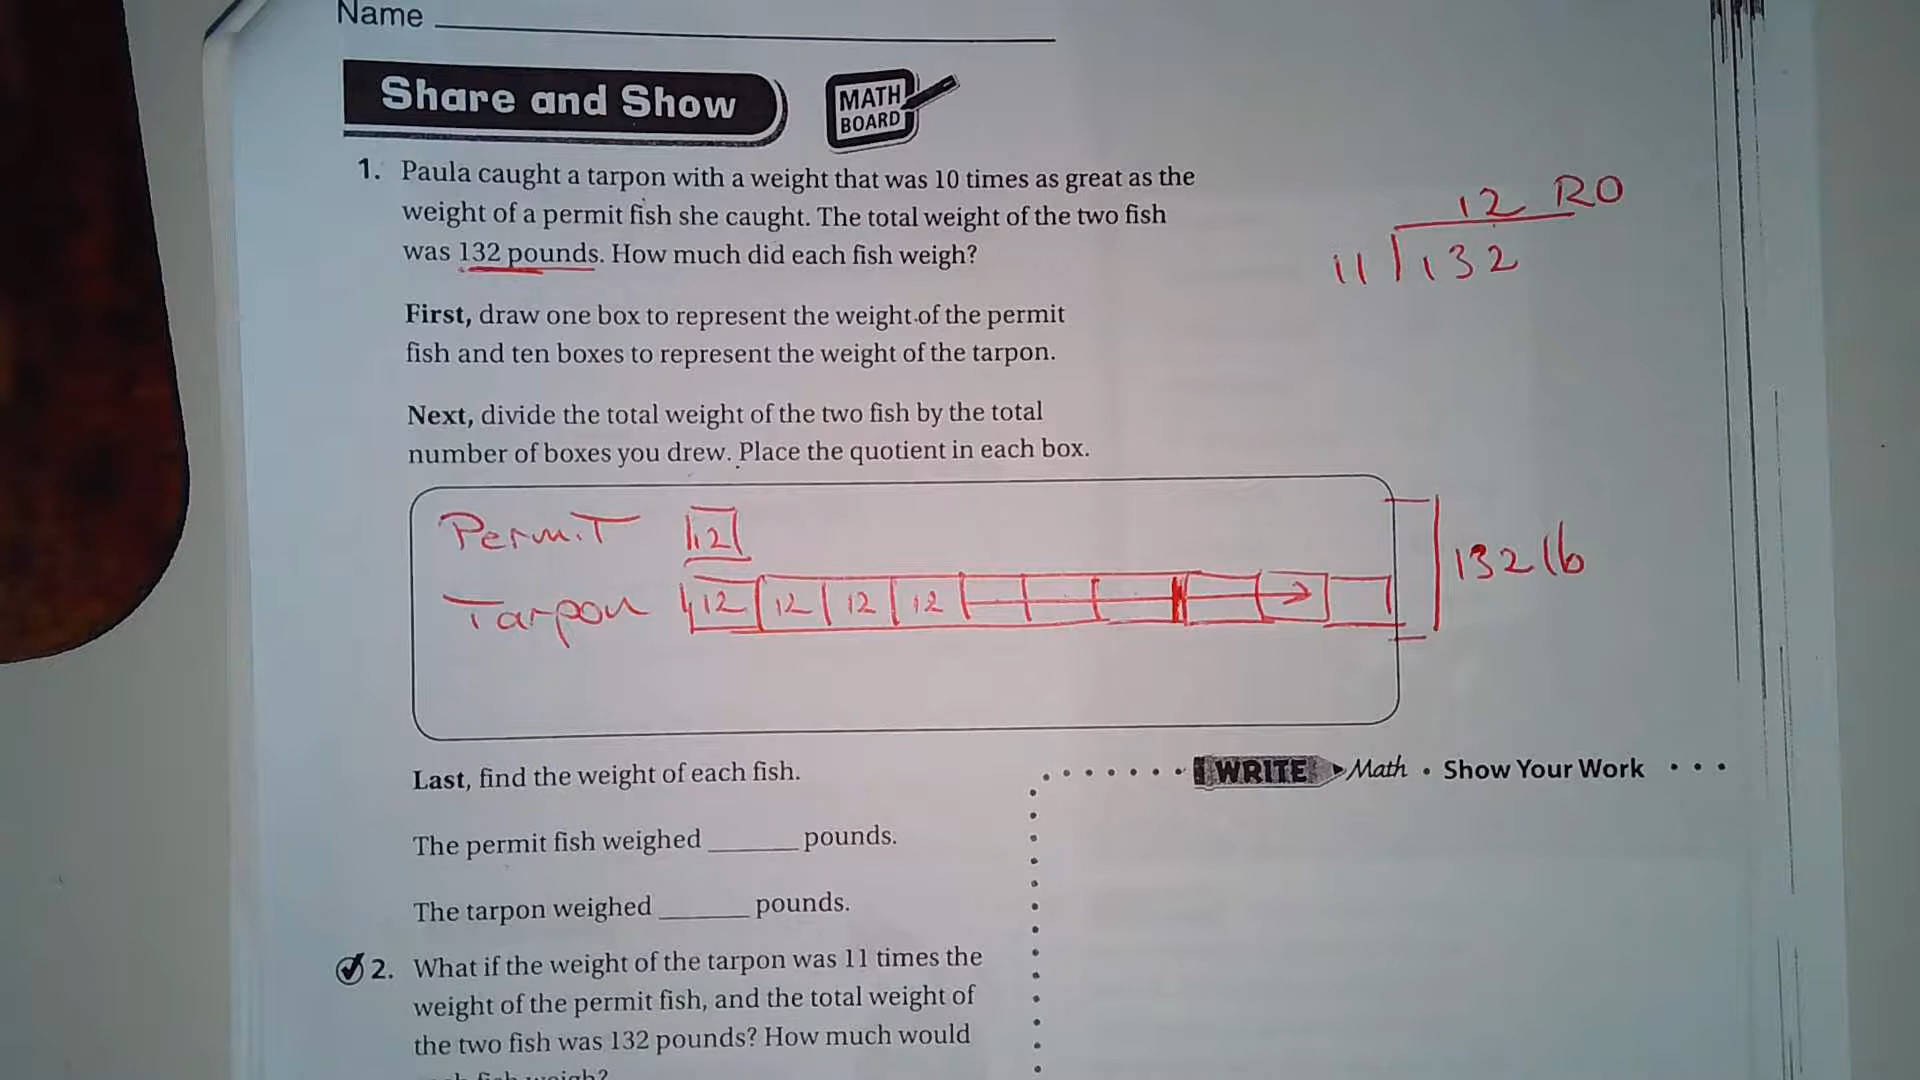 Name
Share and Show
MATH
BOARD
1. Paula caught a tarpon with a weight that was 10 times as great as the
weight of a permit fish she caught. The total weight of the two fish
was 132 pounds. How much did each fish weigh?
12 R0
11 132
First, draw one box to represent the weight of the permit
fish and ten boxes to represent the weight of the tarpon.
Next, divide the total weight of the two fish by the total
number of boxes you drew. Place the quotient in each box.
Permit 12
132 lb
Tarpon 12 12 12 12
Last, find the weight of each fish.
WRITE Math • Show Your Work
The permit fish weighed ______ pounds.
The tarpon weighed ______ pounds.
2. What if the weight of the tarpon was 11 times the
weight of the permit fish, and the total weight of
the two fish was 132 pounds? How much would
fish weigh?